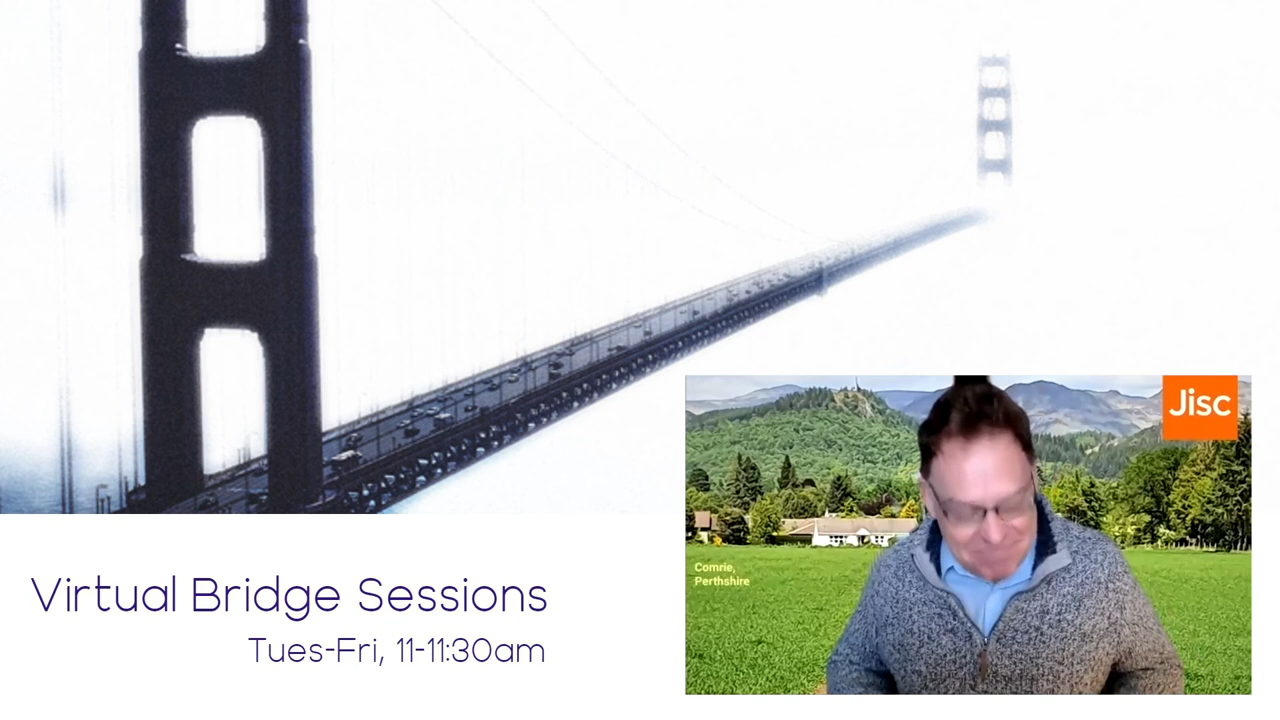 Jisc
Comrie,
Perthshire
Virtual Bridge Sessions
Tues-Fri, 11-11:30am